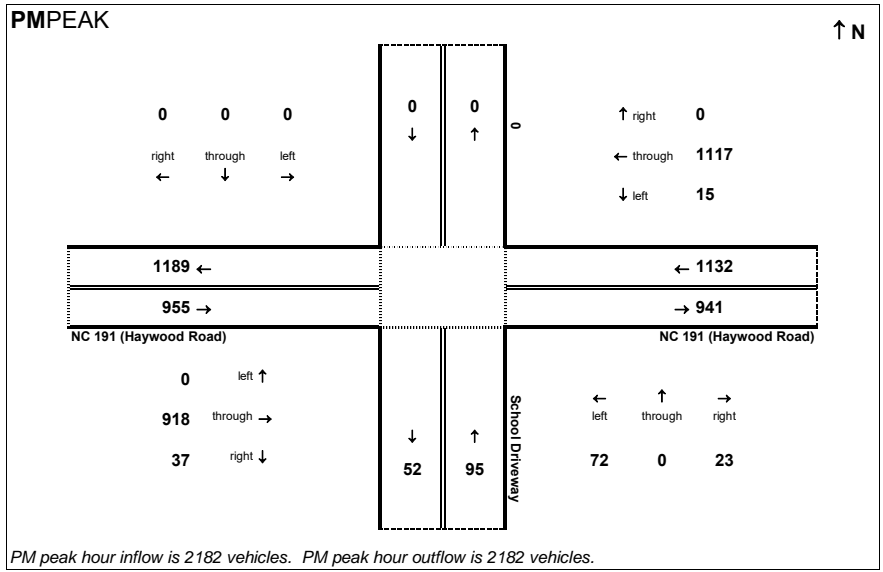 PMPEAK
↑ N
0 0 0
right through left
← ↓ →
0 0
↓ ↑
0
↑ right 0
← through 1117
↓ left 15
1189 ←
955 →
← 1132
→ 941
NC 191 (Haywood Road)
NC 191 (Haywood Road)
0 left ↑
918 through →
37 right ↓
↓ ↑
52 95
School Driveway
← ↑ →
left through right
72 0 23
PM peak hour inflow is 2182 vehicles. PM peak hour outflow is 2182 vehicles.